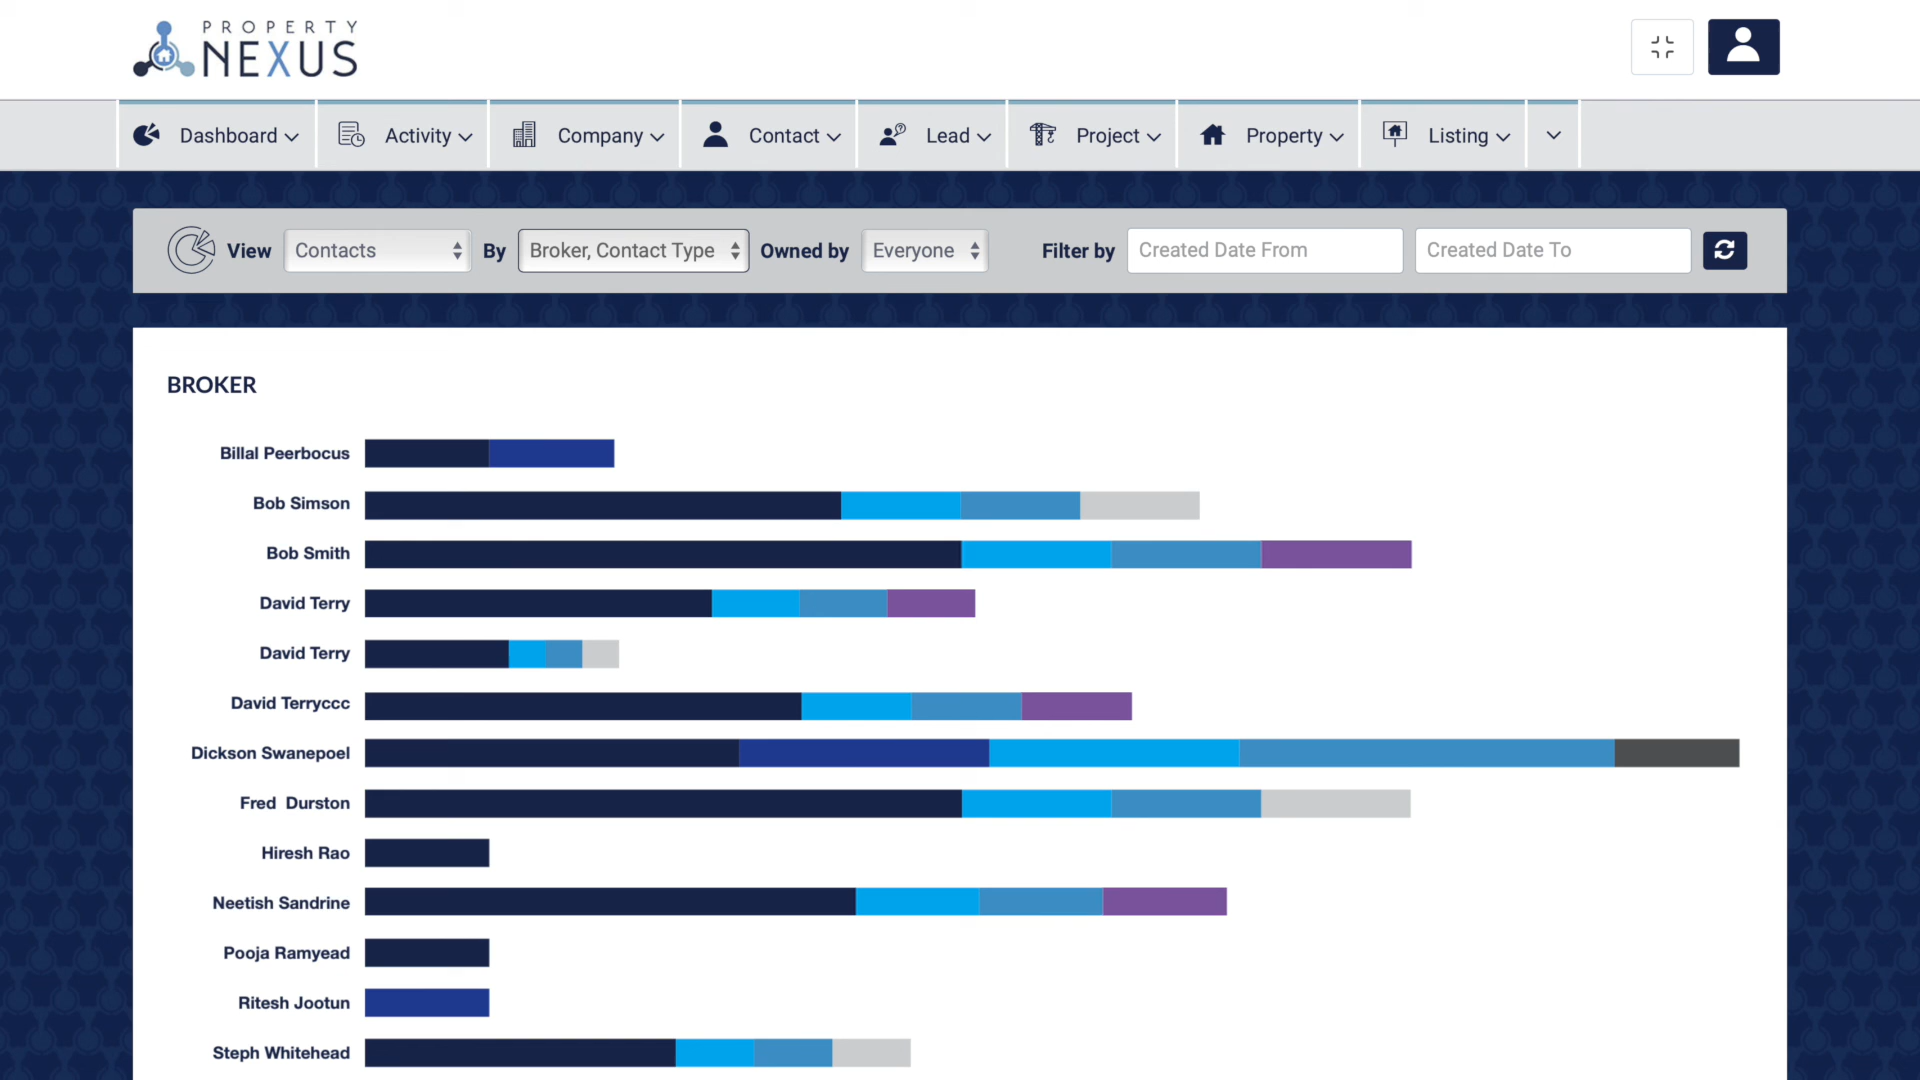 PROPERTY
NEXUS
Dashboard
Activity
Company
Contact
Lead
Project
Property
Listing
View
Contacts
By
Broker, Contact Type
Owned by
Everyone
Filter by
Created Date From
Created Date To
BROKER
Billal Peerbocus
Bob Simson
Bob Smith
David Terry
David Terry
David Terryccc
Dickson Swanepoel
Fred  Durston
Hiresh Rao
Neetish Sandrine
Pooja Ramyead
Ritesh Jootun
Steph Whitehead